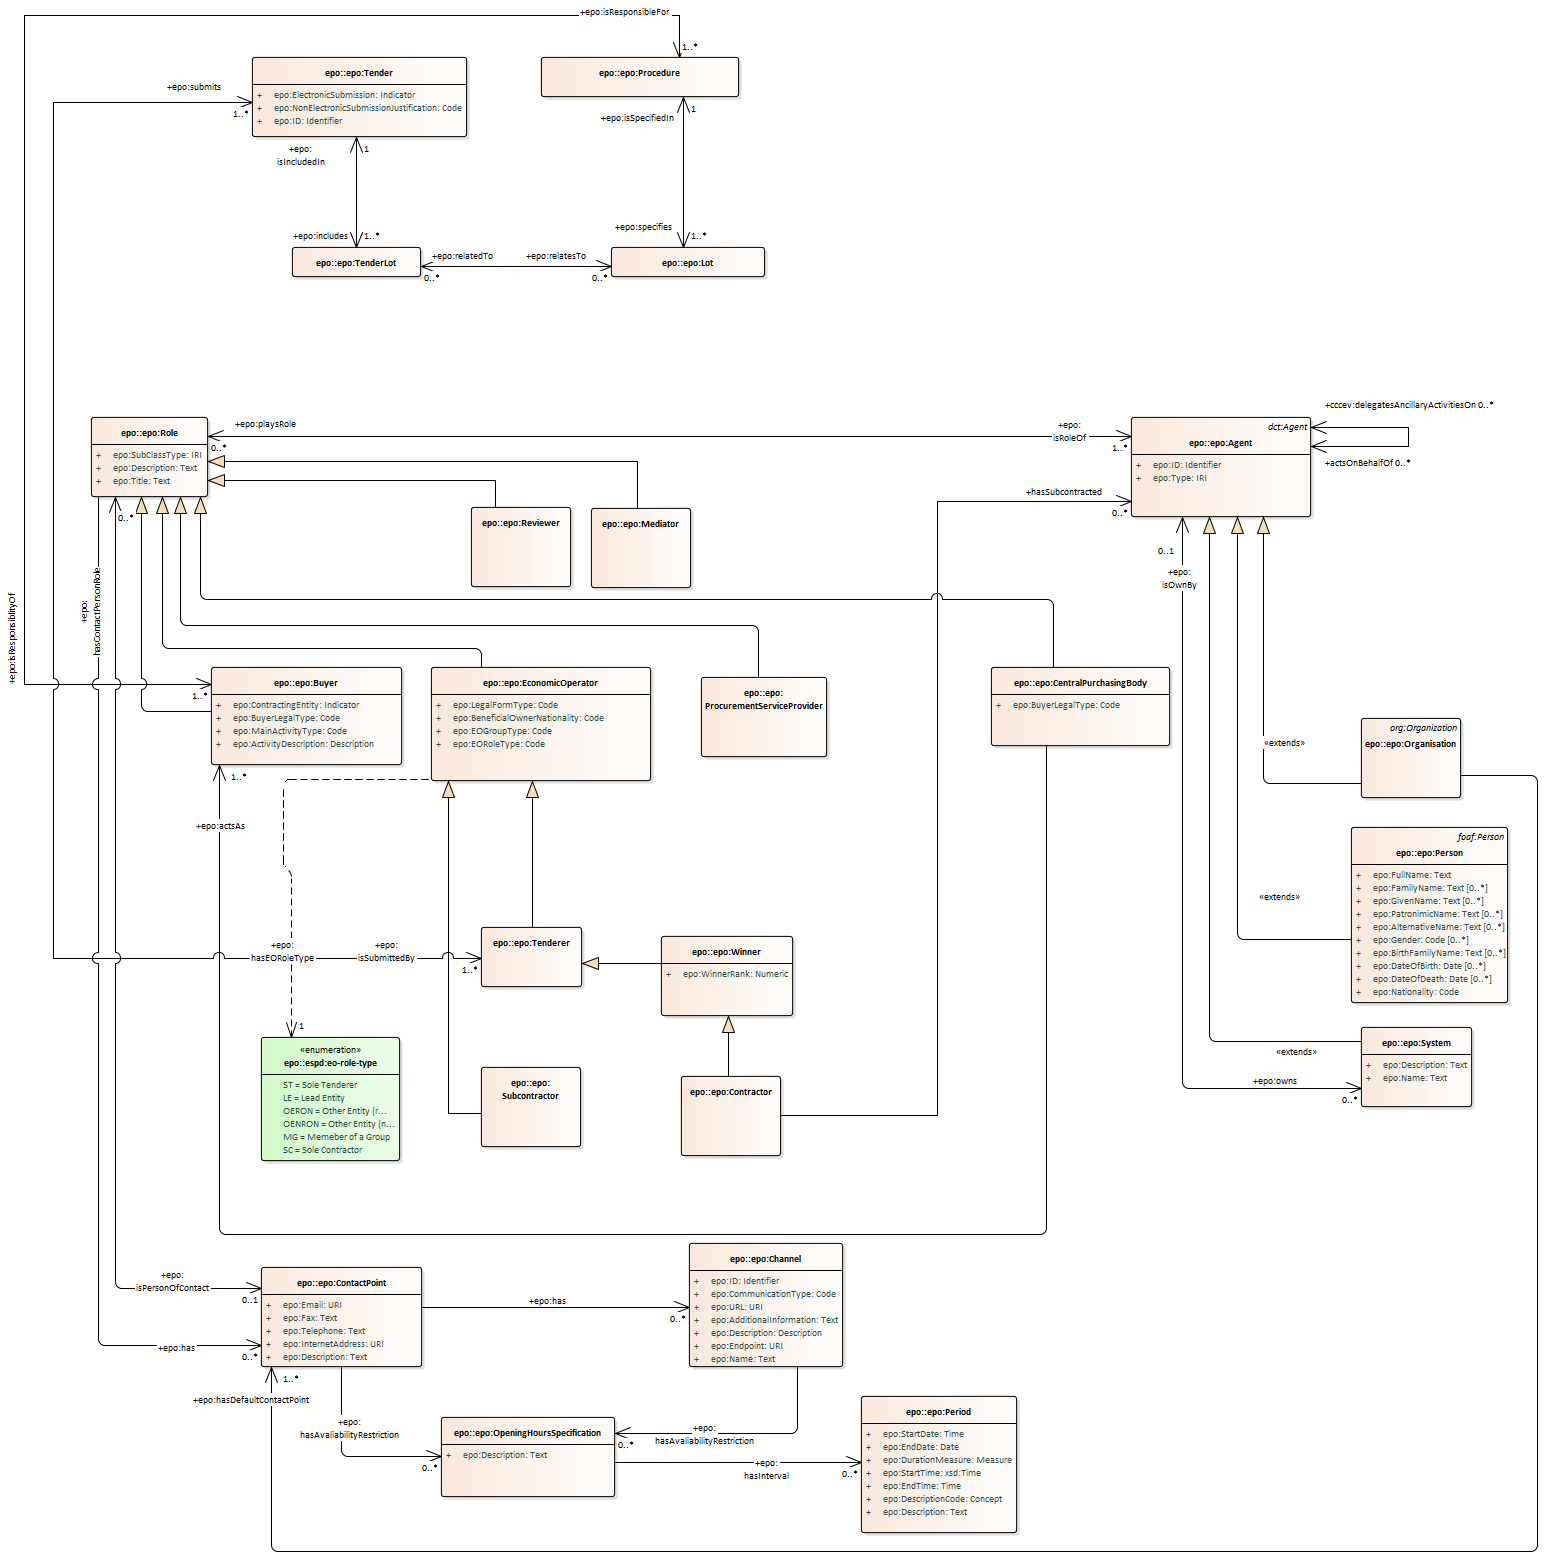 +epo:isResponsibleFor
1..*
epo::epo:Tender
+ epo:ElectronicSubmission: Indicator
+ epo:NonElectronicSubmissionJustification: Code
+ epo:ID: Identifier
epo::epo:Procedure
+epo:submits
1..*
+epo:
isIncludedIn
1
+epo:isSpecifiedIn
1
+epo:includes
1..*
+epo:specifies
1..*
epo::epo:TenderLot
+epo:relatedTo
0..*
+epo:relatesTo
0..*
epo::epo:Lot
epo::epo:Role
+ epo:SubClassType: IRI
+ epo:Description: Text
+ epo:Title: Text
+epo:playsRole
0..*
+epo:
isRoleOf
1..*
dct:Agent
epo::epo:Agent
+ epo:ID: Identifier
+ epo:Type: IRI
+cccev:delegatesAncillaryActivitiesOn 0..*
+actsOnBehalfOf 0..*
+hasSubcontracted
0..*
epo::epo:Reviewer
epo::epo:Mediator
0..*
0..1
+epo:
isOwnBy
+epo:
hasContactPersonRole
+epo:isResponsiblityOf
1..*
epo::epo:Buyer
+ epo:ContractingEntity: Indicator
+ epo:BuyerLegalType: Code
+ epo:MainActivityType: Code
+ epo:ActivityDescription: Description
epo::epo:EconomicOperator
+ epo:LegalFormType: Code
+ epo:BeneficialOwnerNationality: Code
+ epo:EOGroupType: Code
+ epo:EORoleType: Code
epo::epo:
ProcurementServiceProvider
epo::epo:CentralPurchasingBody
+ epo:BuyerLegalType: Code
org:Organization
epo::epo:Organisation
«extends»
1..*
+epo:actsAs
foaf:Person
epo::epo:Person
+ epo:FullName: Text
+ epo:FamilyName: Text [0..*]
+ epo:GivenName: Text [0..*]
+ epo:PatronimicName: Text [0..*]
+ epo:AlternativeName: Text [0..*]
+ epo:Gender: Code [0..*]
+ epo:BirthFamilyName: Text [0..*]
+ epo:DateOfBirth: Date [0..*]
+ epo:DateOfDeath: Date [0..*]
+ epo:Nationality: Code
«extends»
+epo:
hasEORoleType
+epo:
isSubmittedBy
1..*
epo::epo:Tenderer
epo::epo:Winner
+ epo:WinnerRank: Numeric
1
«enumeration»
epo::espd:eo-role-type
ST = Sole Tenderer
LE = Lead Entity
OERON = Other Entity (r...
OENRON = Other Entity (n...
MG = Memeber of a Group
SC = Sole Contractor
epo::epo:
Subcontractor
epo::epo:Contractor
epo::epo:System
+ epo:Description: Text
+ epo:Name: Text
«extends»
+epo:owns
0..*
+epo:
isPersonOfContact
0..1
+epo:has
0..*
epo::epo:ContactPoint
+ epo:Email: URI
+ epo:Fax: Text
+ epo:Telephone: Text
+ epo:InternetAddress: URI
+ epo:Description: Text
+epo:has
0..*
epo::epo:Channel
+ epo:ID: Identifier
+ epo:CommunicationType: Code
+ epo:URL: URI
+ epo:AdditionalInformation: Text
+ epo:Description: Description
+ epo:Endpoint: URI
+ epo:Name: Text
1..*
+epo:hasDefaultContactPoint
+epo:
hasAvaliabilityRestriction
0..*
epo::epo:OpeningHoursSpecification
+ epo:Description: Text
+epo:
hasAvaliabilityRestriction
0..*
+epo:
hasInterval
0..*
epo::epo:Period
+ epo:StartDate: Time
+ epo:EndDate: Date
+ epo:DurationMeasure: Measure
+ epo:StartTime: xsd:Time
+ epo:EndTime: Time
+ epo:DescriptionCode: Concept
+ epo:Description: Text